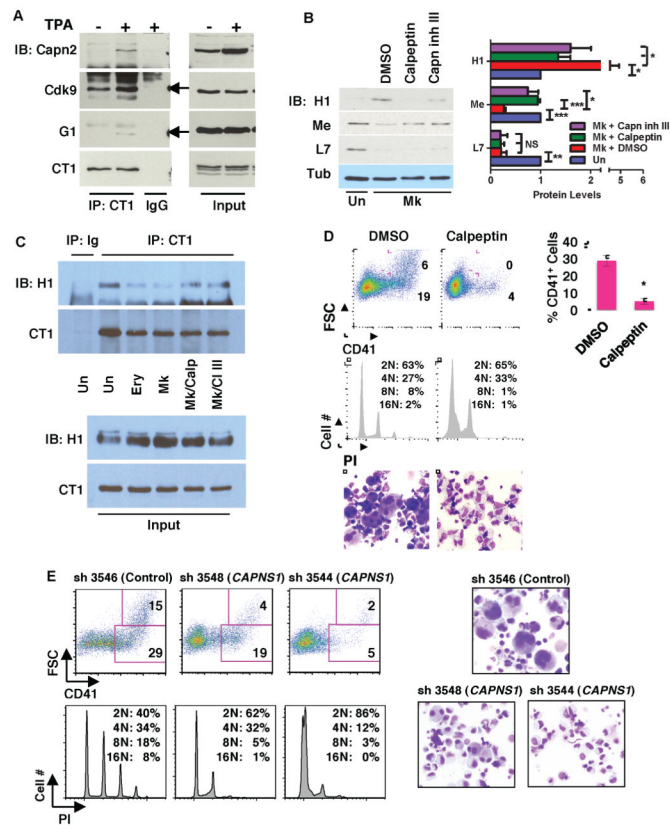 A
TPA - + + - +
IB: Capn2
Cdk9
G1
CT1
IP: CT1 IgG Input
B
DMSO
Calpeptin
Capn inh III
IB: H1
Me
L7
Tub
Un Mk
H1
Me
L7
*
*
***
*
***
NS
**
Mk + Capn inh III
Mk + Calpeptin
Mk + DMSO
Un
0 1 2 5 6
Protein Levels
C
IP: Ig IP: CT1
IB: H1
CT1
Un
Un
Ery
Mk
Mk/Calp
Mk/CI III
IB: H1
CT1
Input
D
DMSO Calpeptin
6 0
19 4
FSC
CD41
2N: 63% 2N: 65%
4N: 27% 4N: 33%
8N: 8% 8N: 1%
16N: 2% 16N: 1%
Cell #
PI
% CD41+ Cells
40
30
20
10
0
*
DMSO
Calpeptin
E
sh 3546 (Control) sh 3548 (CAPNS1) sh 3544 (CAPNS1)
15 4 2
29 19 5
FSC
CD41
2N: 40% 2N: 62% 2N: 86%
4N: 34% 4N: 32% 4N: 12%
8N: 18% 8N: 5% 8N: 3%
16N: 8% 16N: 1% 16N: 0%
Cell #
PI
sh 3546 (Control)
sh 3548 (CAPNS1) sh 3544 (CAPNS1)